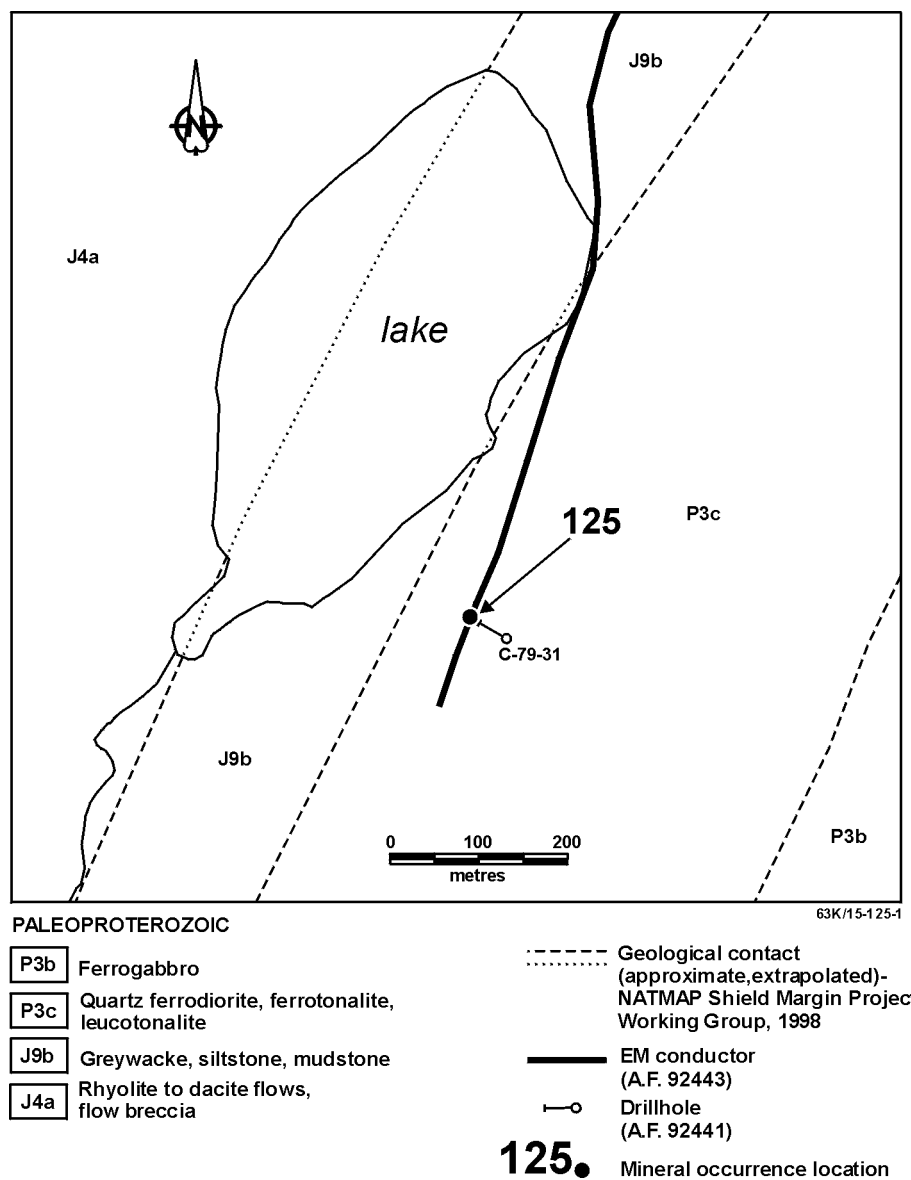 J9b
N
J4a
lake
125
P3c
C-79-31
J9b
P3b
0 100 200
metres
63K/15-125-1
PALEOPROTEROZOIC
P3b Ferrogabbro
P3c Quartz ferrodiorite, ferrotonalite,
leucotonalite
J9b Greywacke, siltstone, mudstone
J4a Rhyolite to dacite flows,
flow breccia
Geological contact
(approximate,extrapolated)-
NATMAP Shield Margin Projec
Working Group, 1998
EM conductor
(A.F. 92443)
Drillhole
(A.F. 92441)
125 Mineral occurrence location